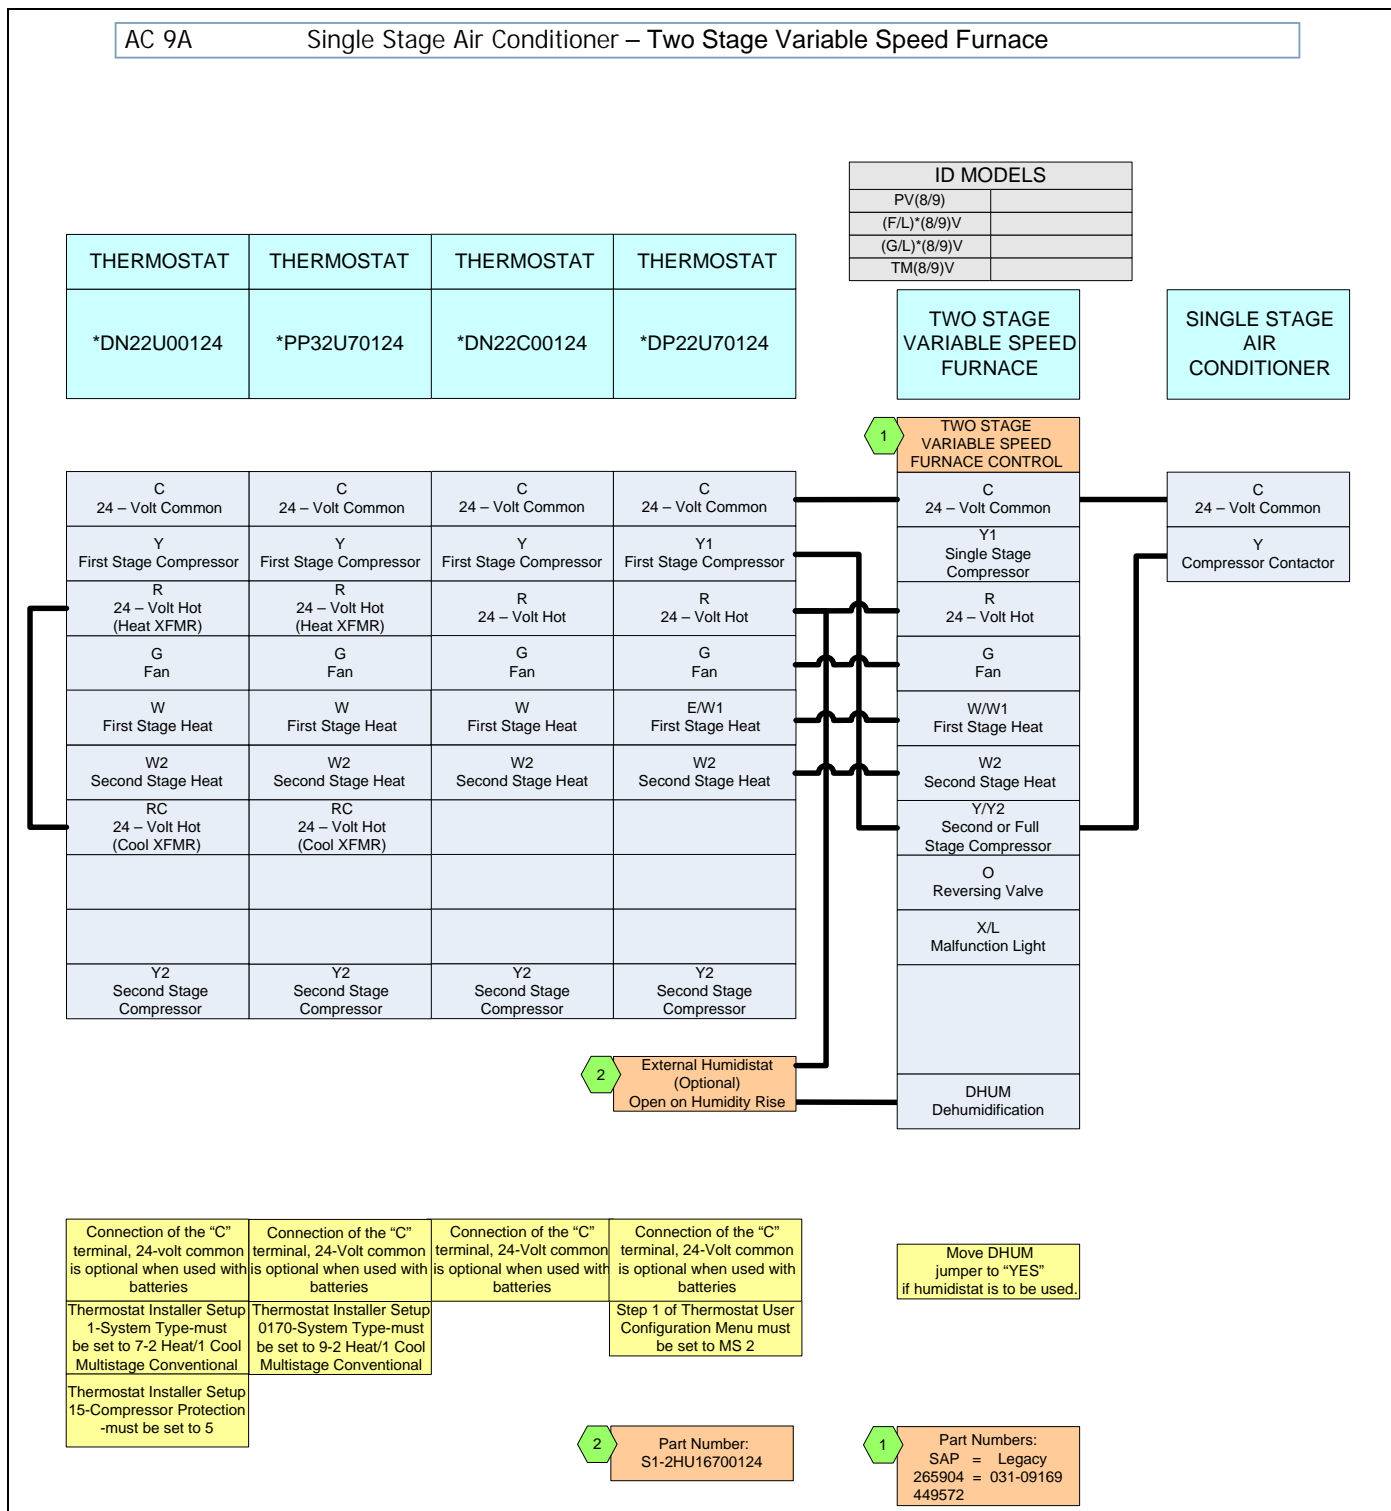 AC 9A Single Stage Air Conditioner – Two Stage Variable Speed Furnace
ID MODELS
PV(8/9)
(F/L)*(8/9)V
(G/L)*(8/9)V
TM(8/9)V
THERMOSTAT
THERMOSTAT
THERMOSTAT
THERMOSTAT
*DN22U00124
*PP32U70124
*DN22C00124
*DP22U70124
TWO STAGE
VARIABLE SPEED
FURNACE
SINGLE STAGE
AIR
CONDITIONER
1
TWO STAGE
VARIABLE SPEED
FURNACE CONTROL
C
24 – Volt Common
C
24 – Volt Common
C
24 – Volt Common
C
24 – Volt Common
C
24 – Volt Common
C
24 – Volt Common
Y
First Stage Compressor
Y
First Stage Compressor
Y
First Stage Compressor
Y1
First Stage Compressor
Y1
Single Stage
Compressor
Y
Compressor Contactor
R
24 – Volt Hot
(Heat XFMR)
R
24 – Volt Hot
(Heat XFMR)
R
24 – Volt Hot
R
24 – Volt Hot
R
24 – Volt Hot
G
Fan
G
Fan
G
Fan
G
Fan
G
Fan
W
First Stage Heat
W
First Stage Heat
W
First Stage Heat
E/W1
First Stage Heat
W/W1
First Stage Heat
W2
Second Stage Heat
W2
Second Stage Heat
W2
Second Stage Heat
W2
Second Stage Heat
W2
Second Stage Heat
RC
24 – Volt Hot
(Cool XFMR)
RC
24 – Volt Hot
(Cool XFMR)
Y/Y2
Second or Full
Stage Compressor
O
Reversing Valve
X/L
Malfunction Light
Y2
Second Stage
Compressor
Y2
Second Stage
Compressor
Y2
Second Stage
Compressor
Y2
Second Stage
Compressor
2
External Humidistat
(Optional)
Open on Humidity Rise
DHUM
Dehumidification
Connection of the “C”
terminal, 24-volt common
is optional when used with
batteries
Connection of the “C”
terminal, 24-Volt common
is optional when used with
batteries
Connection of the “C”
terminal, 24-Volt common
is optional when used with
batteries
Connection of the “C”
terminal, 24-Volt common
is optional when used with
batteries
Move DHUM
jumper to “YES”
if humidistat is to be used.
Thermostat Installer Setup
1-System Type-must
be set to 7-2 Heat/1 Cool
Multistage Conventional
Thermostat Installer Setup
0170-System Type-must
be set to 9-2 Heat/1 Cool
Multistage Conventional
Step 1 of Thermostat User
Configuration Menu must
be set to MS 2
Thermostat Installer Setup
15-Compressor Protection
-must be set to 5
2
Part Number:
S1-2HU16700124
1
Part Numbers:
SAP = Legacy
265904 = 031-09169
449572